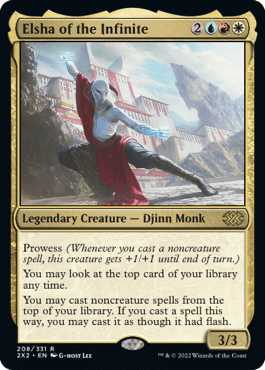 Elsha of the Infinite 2
Legendary Creature — Djinn Monk
Prowess (Whenever you cast a noncreature
spell, this creature gets +1/+1 until end of turn.)
You may look at the top card of your library
any time.
You may cast noncreature spells from the
top of your library. If you cast a spell this
way, you may cast it as though it had flash.
3/3
208/331 R
2X2 • EN G-host Lee
™ & © 2022 Wizards of the Coast